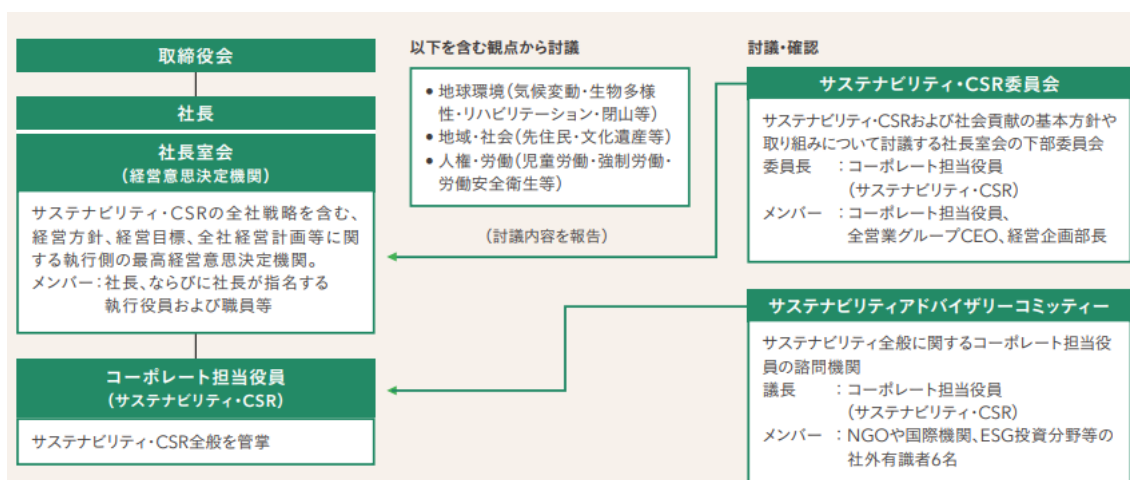 取締役会
社長
社長室会
(経営意思決定機関)
サステナビリティ・CSRの全社戦略を含む、
経営方針、経営目標、全社経営計画等に関
する執行側の最高経営意思決定機関。
メンバー:社長、ならびに社長が指名する
執行役員および職員等
コーポレート担当役員
(サステナビリティ・CSR)
サステナビリティ・CSR全般を管掌
以下を含む観点から討議
• 地球環境(気候変動・生物多様
性・リハビリテーション・閉山等)
• 地域・社会(先住民・文化遺産等)
• 人権・労働(児童労働・強制労働・
労働安全衛生等)
(討議内容を報告)
討議・確認
サステナビリティ・CSR委員会
サステナビリティ・CSRおよび社会貢献の基本方針や
取り組みについて討議する社長室会の下部委員会
委員長 :コーポレート担当役員
(サステナビリティ・CSR)
メンバー :コーポレート担当役員、
全営業グループCEO、経営企画部長
サステナビリティアドバイザリーコミッティー
サステナビリティ全般に関するコーポレート担当役
員の諮問機関
議長 :コーポレート担当役員
(サステナビリティ・CSR)
メンバー :NGOや国際機関、ESG投資分野等の
社外有識者6名